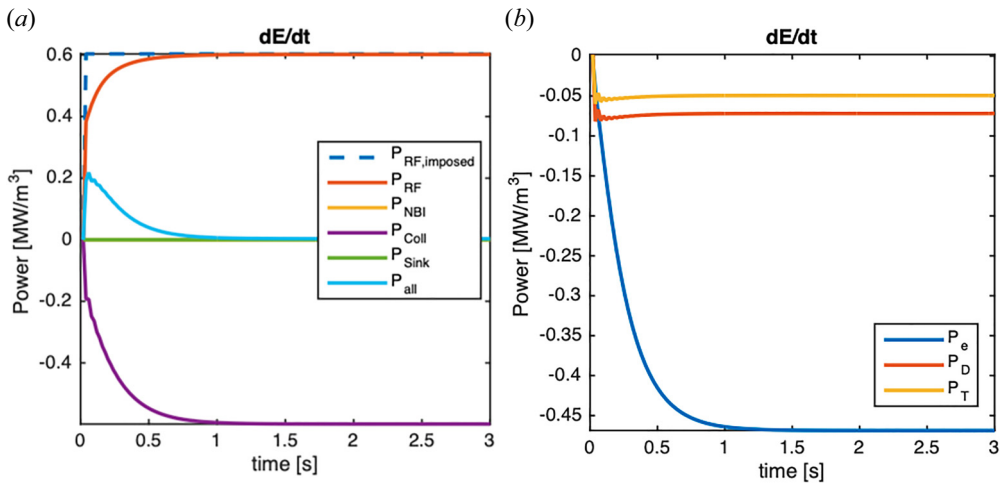 (a)
dE/dt
Power [MW/m³]
0.6
0.4
0.2
0
-0.2
-0.4
P_RF,imposed
P_RF
P_NBI
P_Coll
P_Sink
P_all
0 0.5 1 1.5 2 2.5 3
time [s]
(b)
dE/dt
Power [MW/m³]
0
-0.05
-0.1
-0.15
-0.2
-0.25
-0.3
-0.35
-0.4
-0.45
P_e
P_D
P_T
0 0.5 1 1.5 2 2.5 3
time [s]